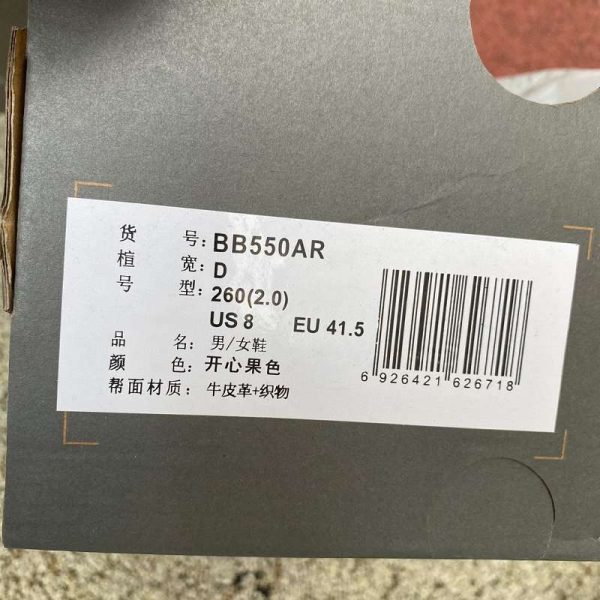 货 号: BB550AR
楦 宽: D
号 型: 260(2.0)
US 8 EU 41.5
品 名: 男/女鞋
颜 色: 开心果色
帮面材质: 牛皮革+织物
6 926421 626718